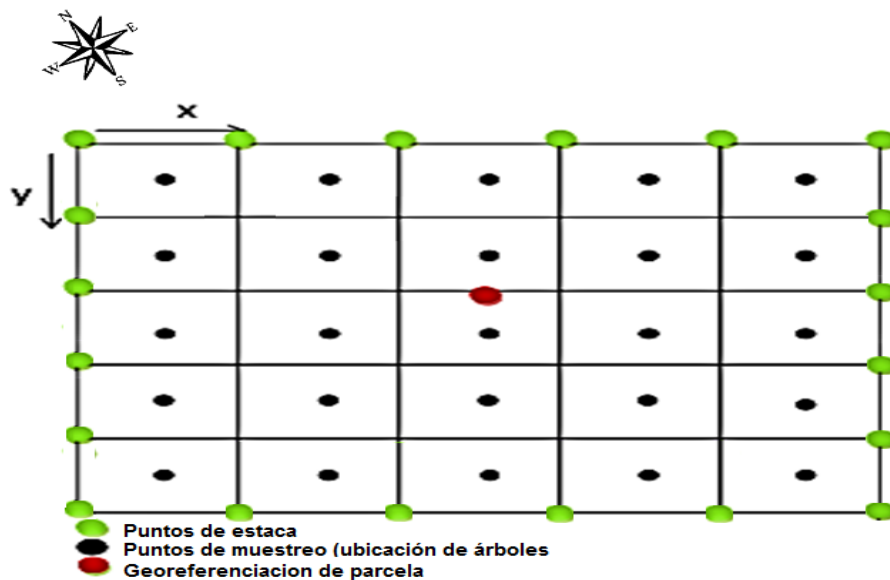 N
E
W
S
X
y
Puntos de estaca
Puntos de muestreo (ubicación de árboles
Georeferenciacion de parcela